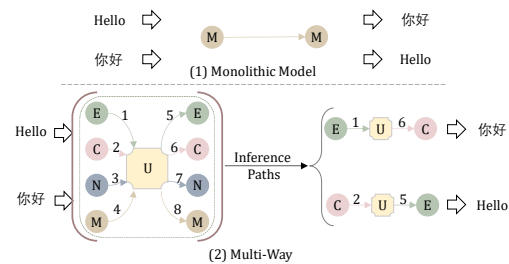 Hello
M
M
你好
你好
Hello
(1) Monolithic Model
Hello
你好
E
1
5
E
C
2
6
C
U
N
3
7
N
M
4
8
M
Inference
Paths
E
1
U
6
C
你好
C
2
U
5
E
Hello
(2) Multi-Way